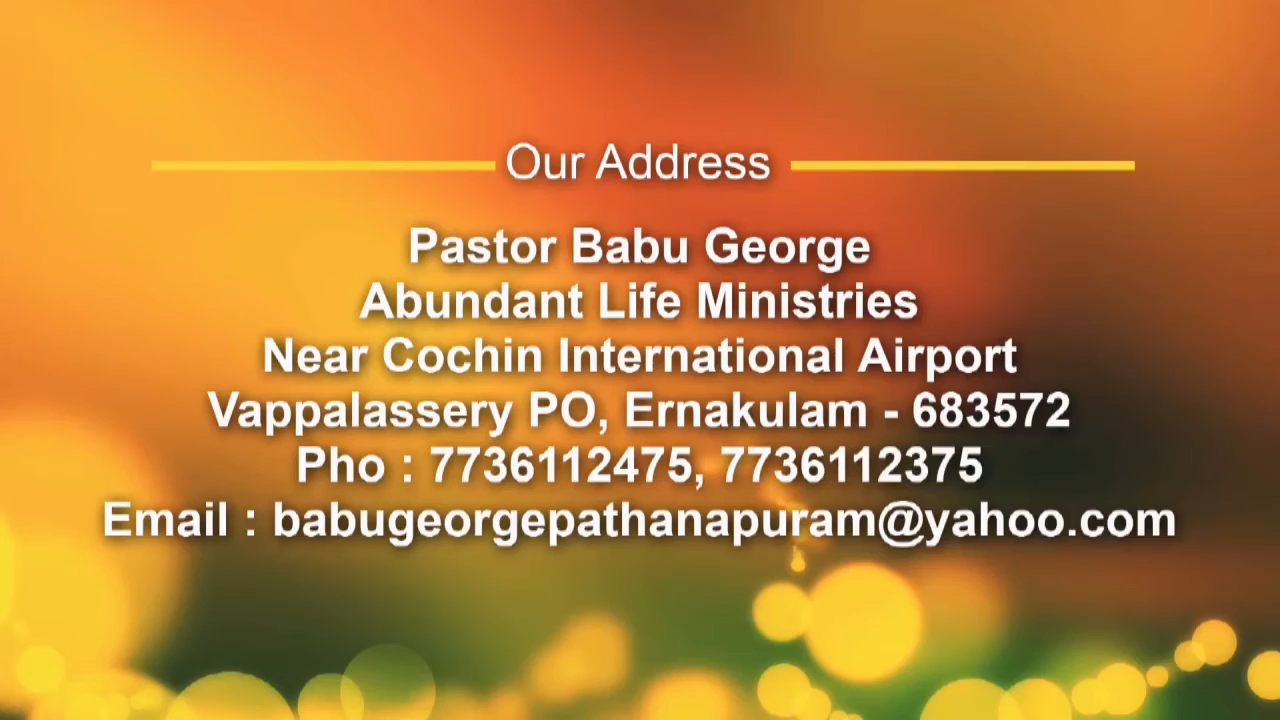 Our Address
Pastor Babu George
Abundant Life Ministries
Near Cochin International Airport
Vappalassery PO, Ernakulam - 683572
Pho : 7736112475, 7736112375
Email : babugeorgepathanapuram@yahoo.com